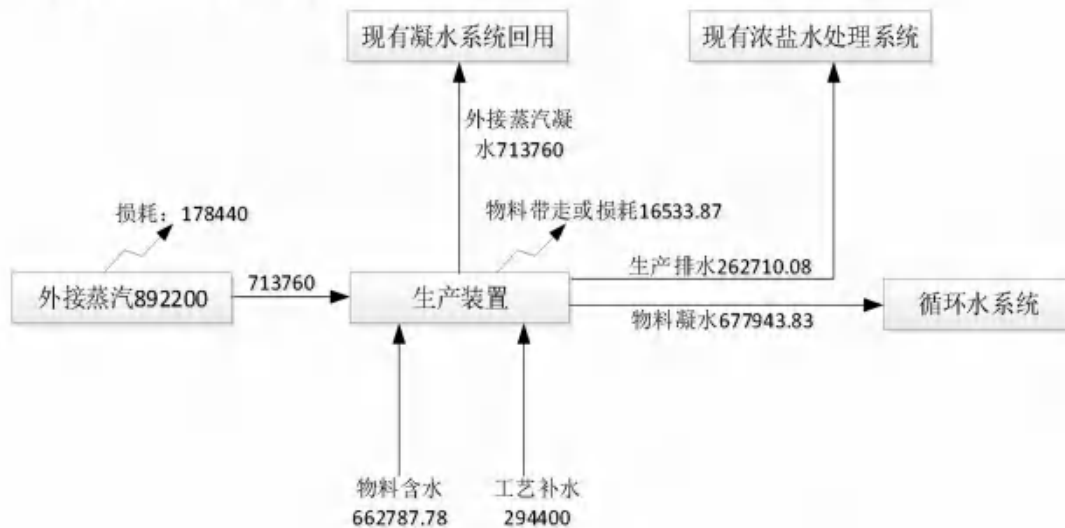 现有凝水系统回用
现有浓盐水处理系统
外接蒸汽凝
水713760
损耗：178440
物料带走或损耗16533.87
生产排水262710.08
外接蒸汽892200
713760
生产装置
物料凝水677943.83
循环水系统
物料含水
662787.78
工艺补水
294400